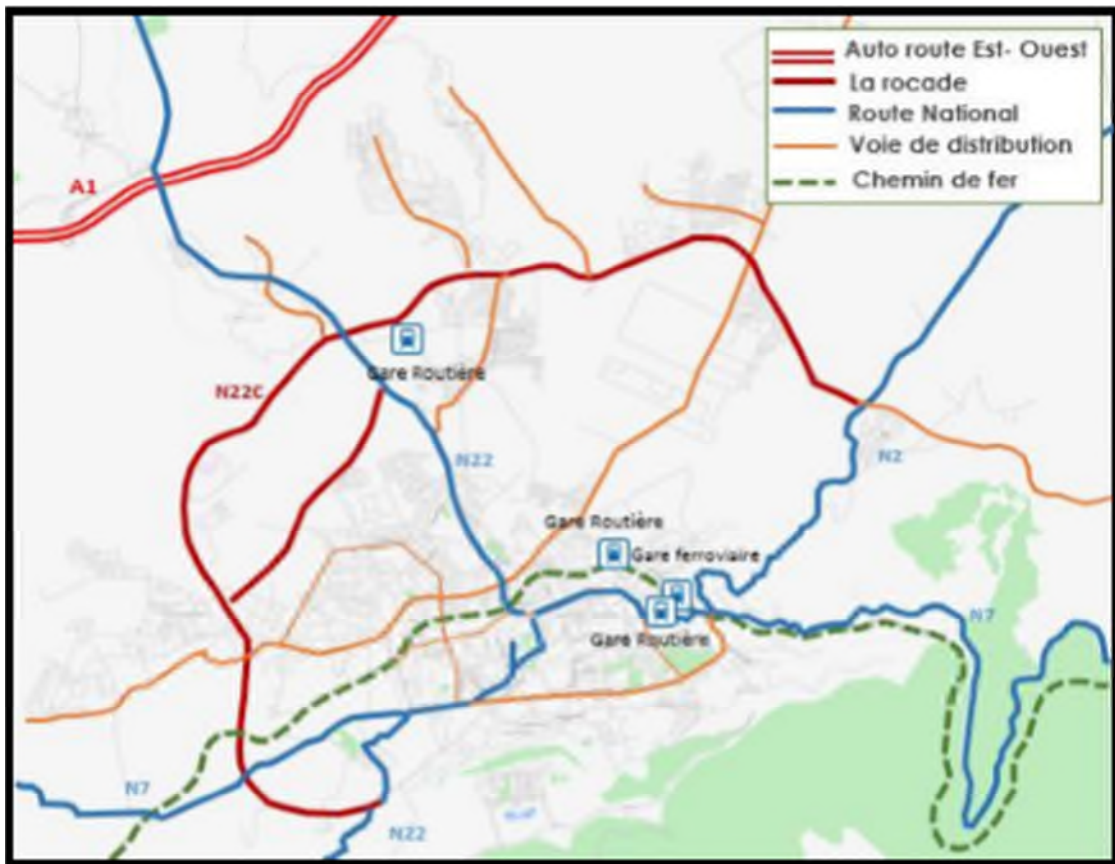 Auto route Est- Ouest
La rocade
Route National
Voie de distribution
Chemin de fer
A1
Gare Routière
N22C
N22
N2
Gare Routière
Gare ferroviaire
Gare Routière
N7
N7
N22